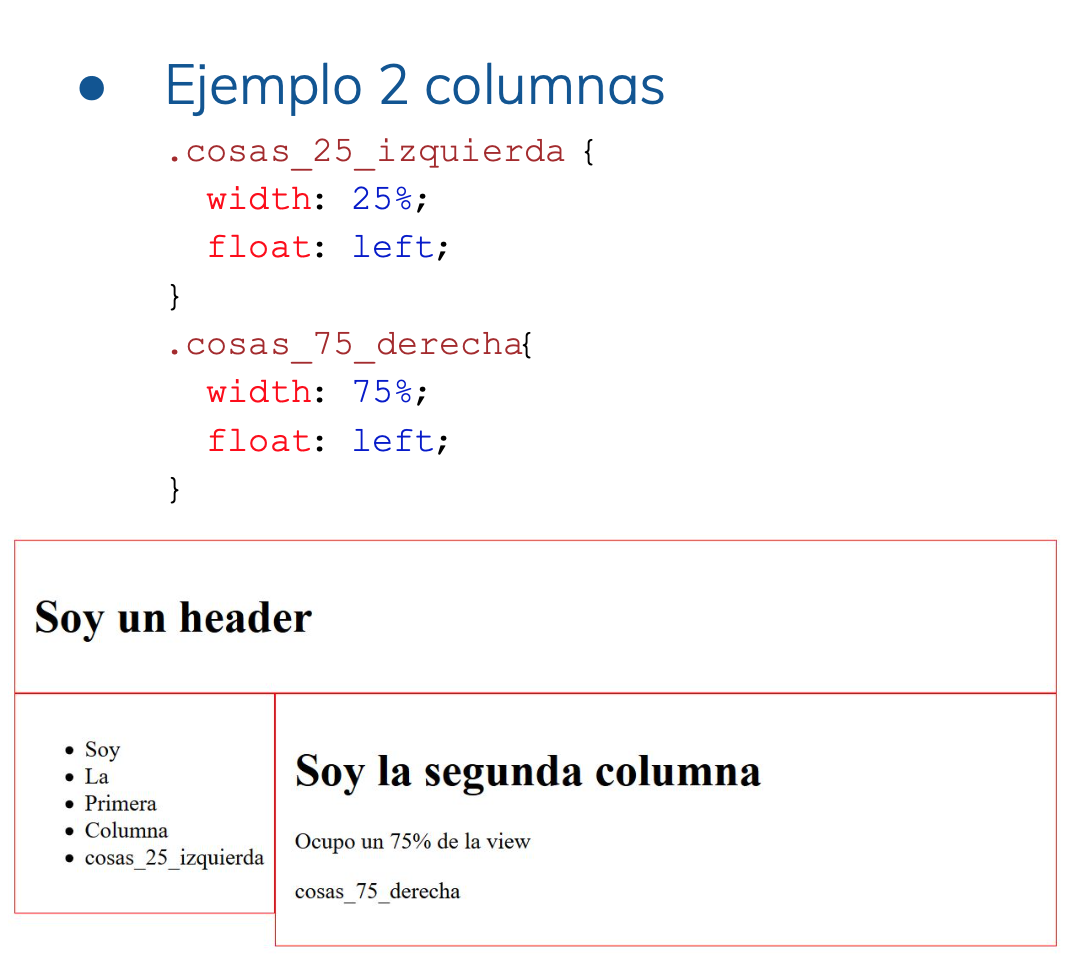 ● Ejemplo 2 columnas
.cosas_25_izquierda {
  width: 25%;
  float: left;
}
.cosas_75_derecha{
  width: 75%;
  float: left;
}
Soy un header
• Soy
• La
• Primera
• Columna
• cosas_25_izquierda
Soy la segunda columna
Ocupo un 75% de la view
cosas_75_derecha